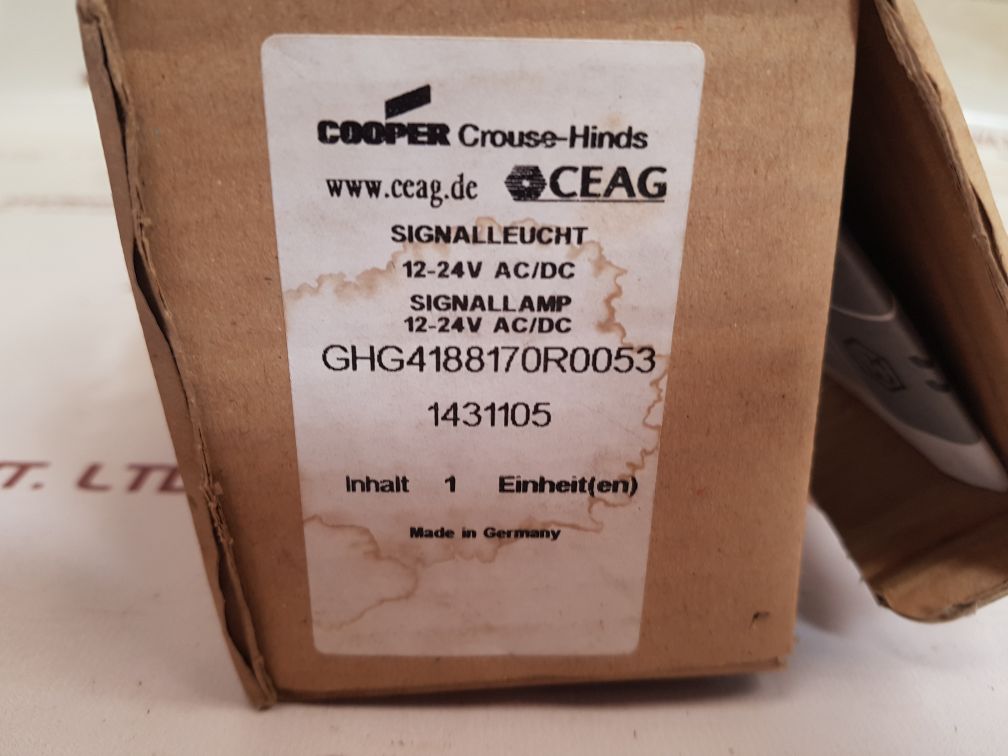 COOPER Crouse-Hinds
www.ceag.de CEAG
SIGNALLEUCHT
12-24V AC/DC
SIGNALLAMP
12-24V AC/DC
GHG4188170R0053
1431105
Inhalt 1 Einheit(en)
Made in Germany
T. LTD